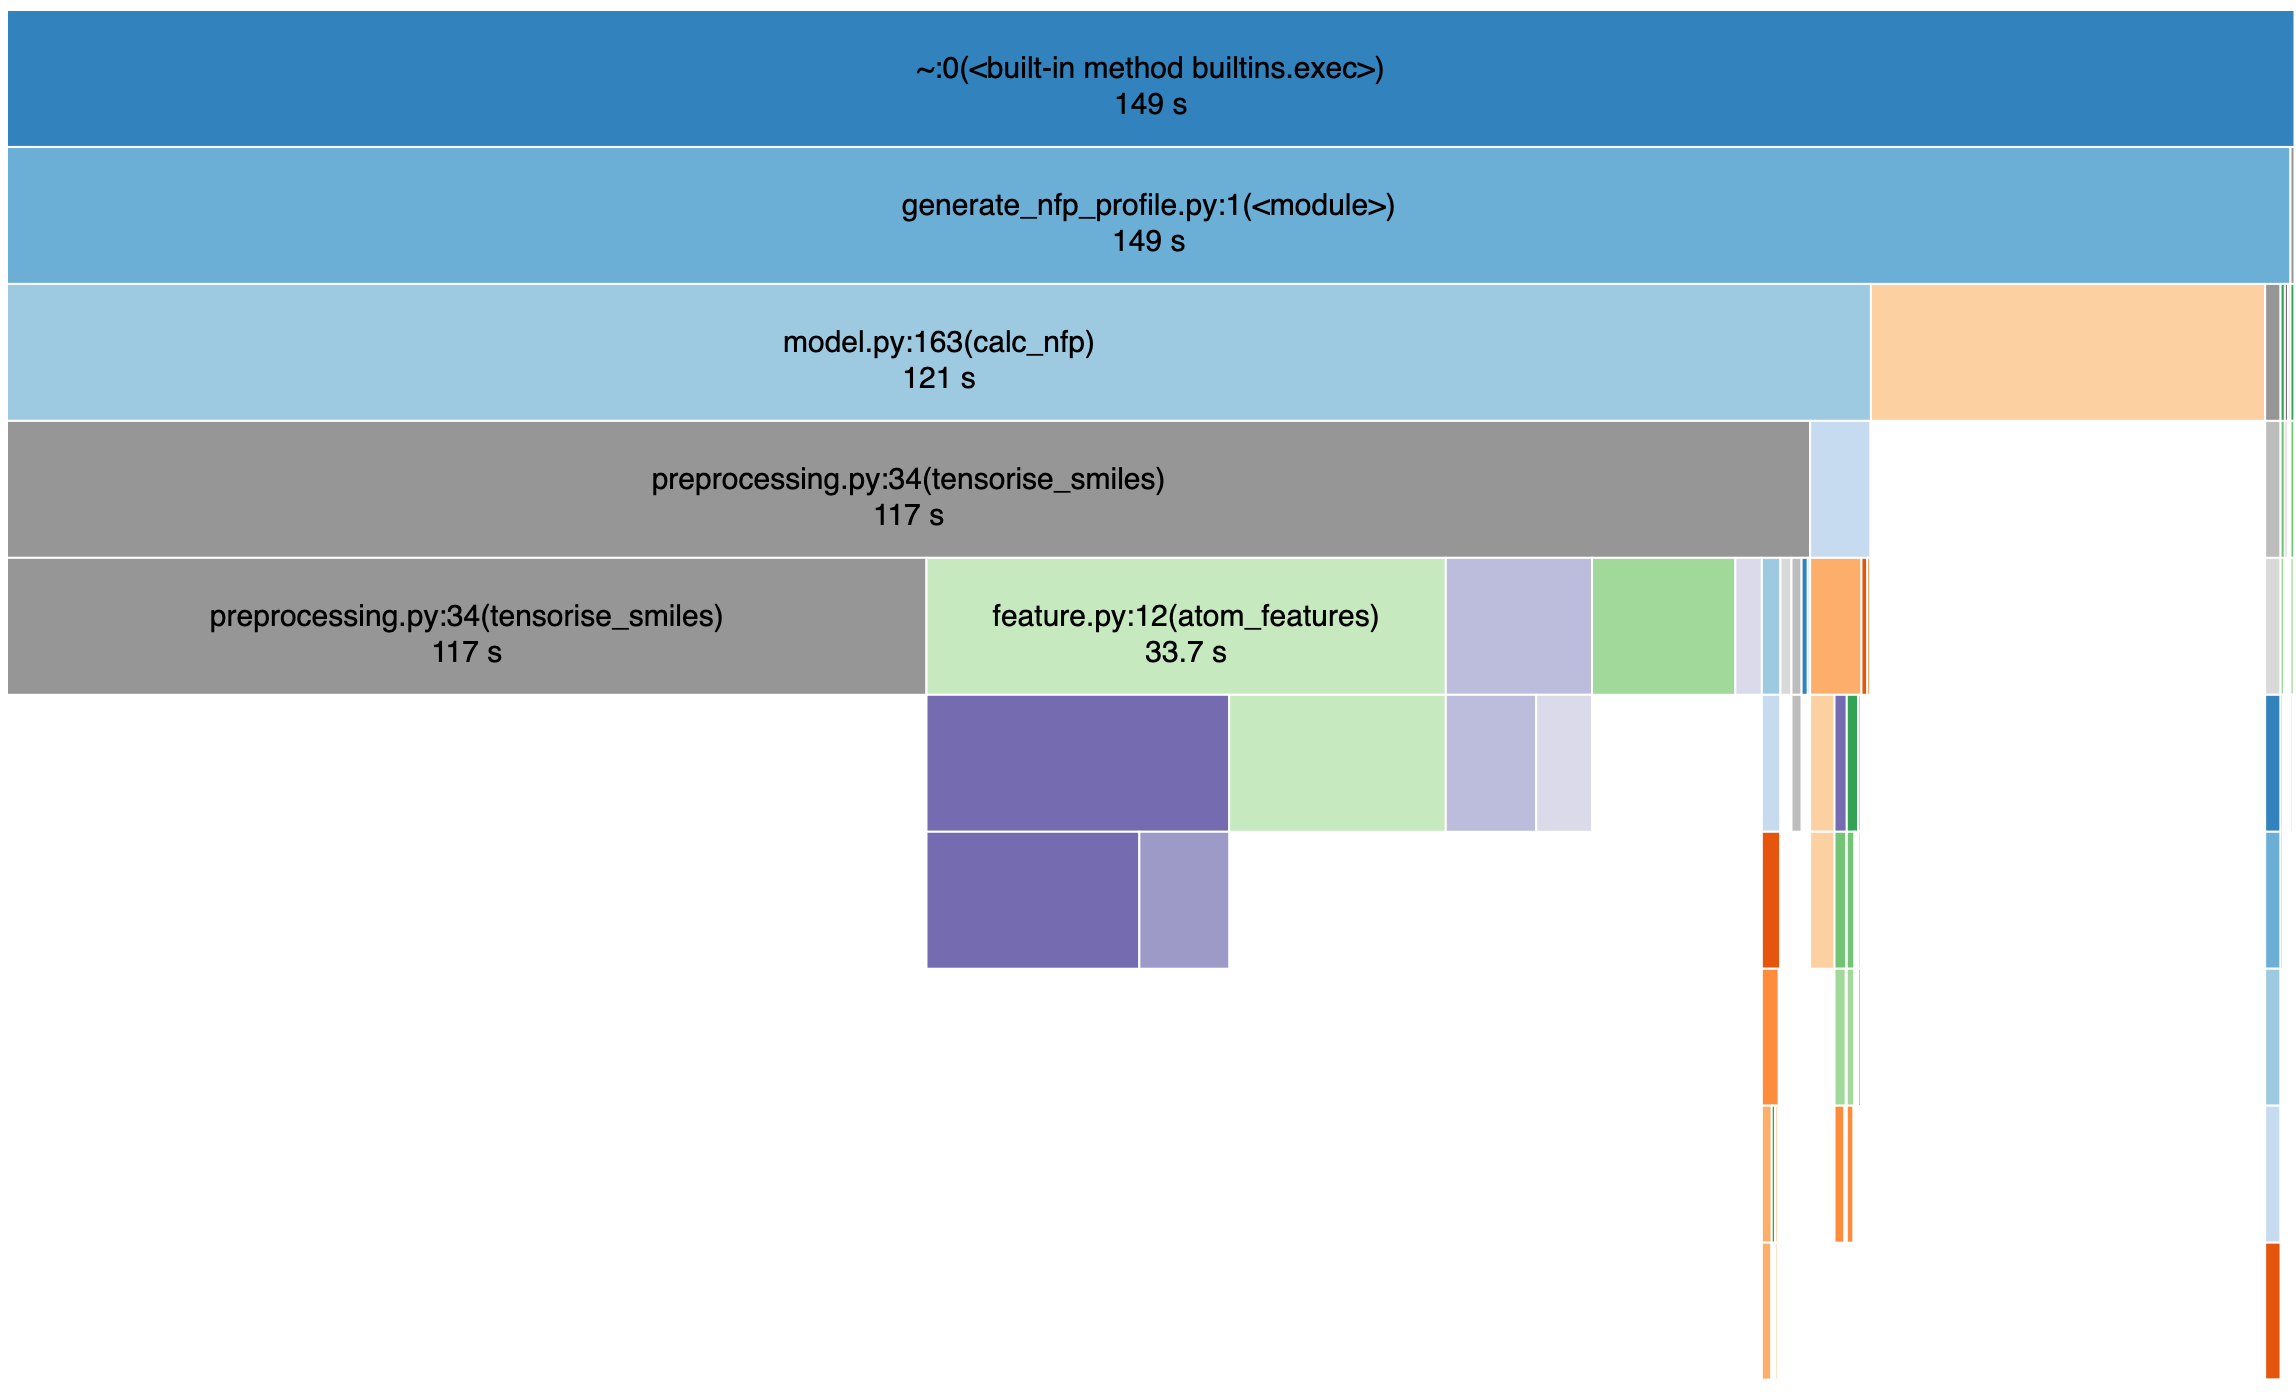 ~:0(<built-in method builtins.exec>)
149 s
generate_nfp_profile.py:1(<module>)
149 s
model.py:163(calc_nfp)
121 s
preprocessing.py:34(tensorise_smiles)
117 s
preprocessing.py:34(tensorise_smiles)
117 s
feature.py:12(atom_features)
33.7 s